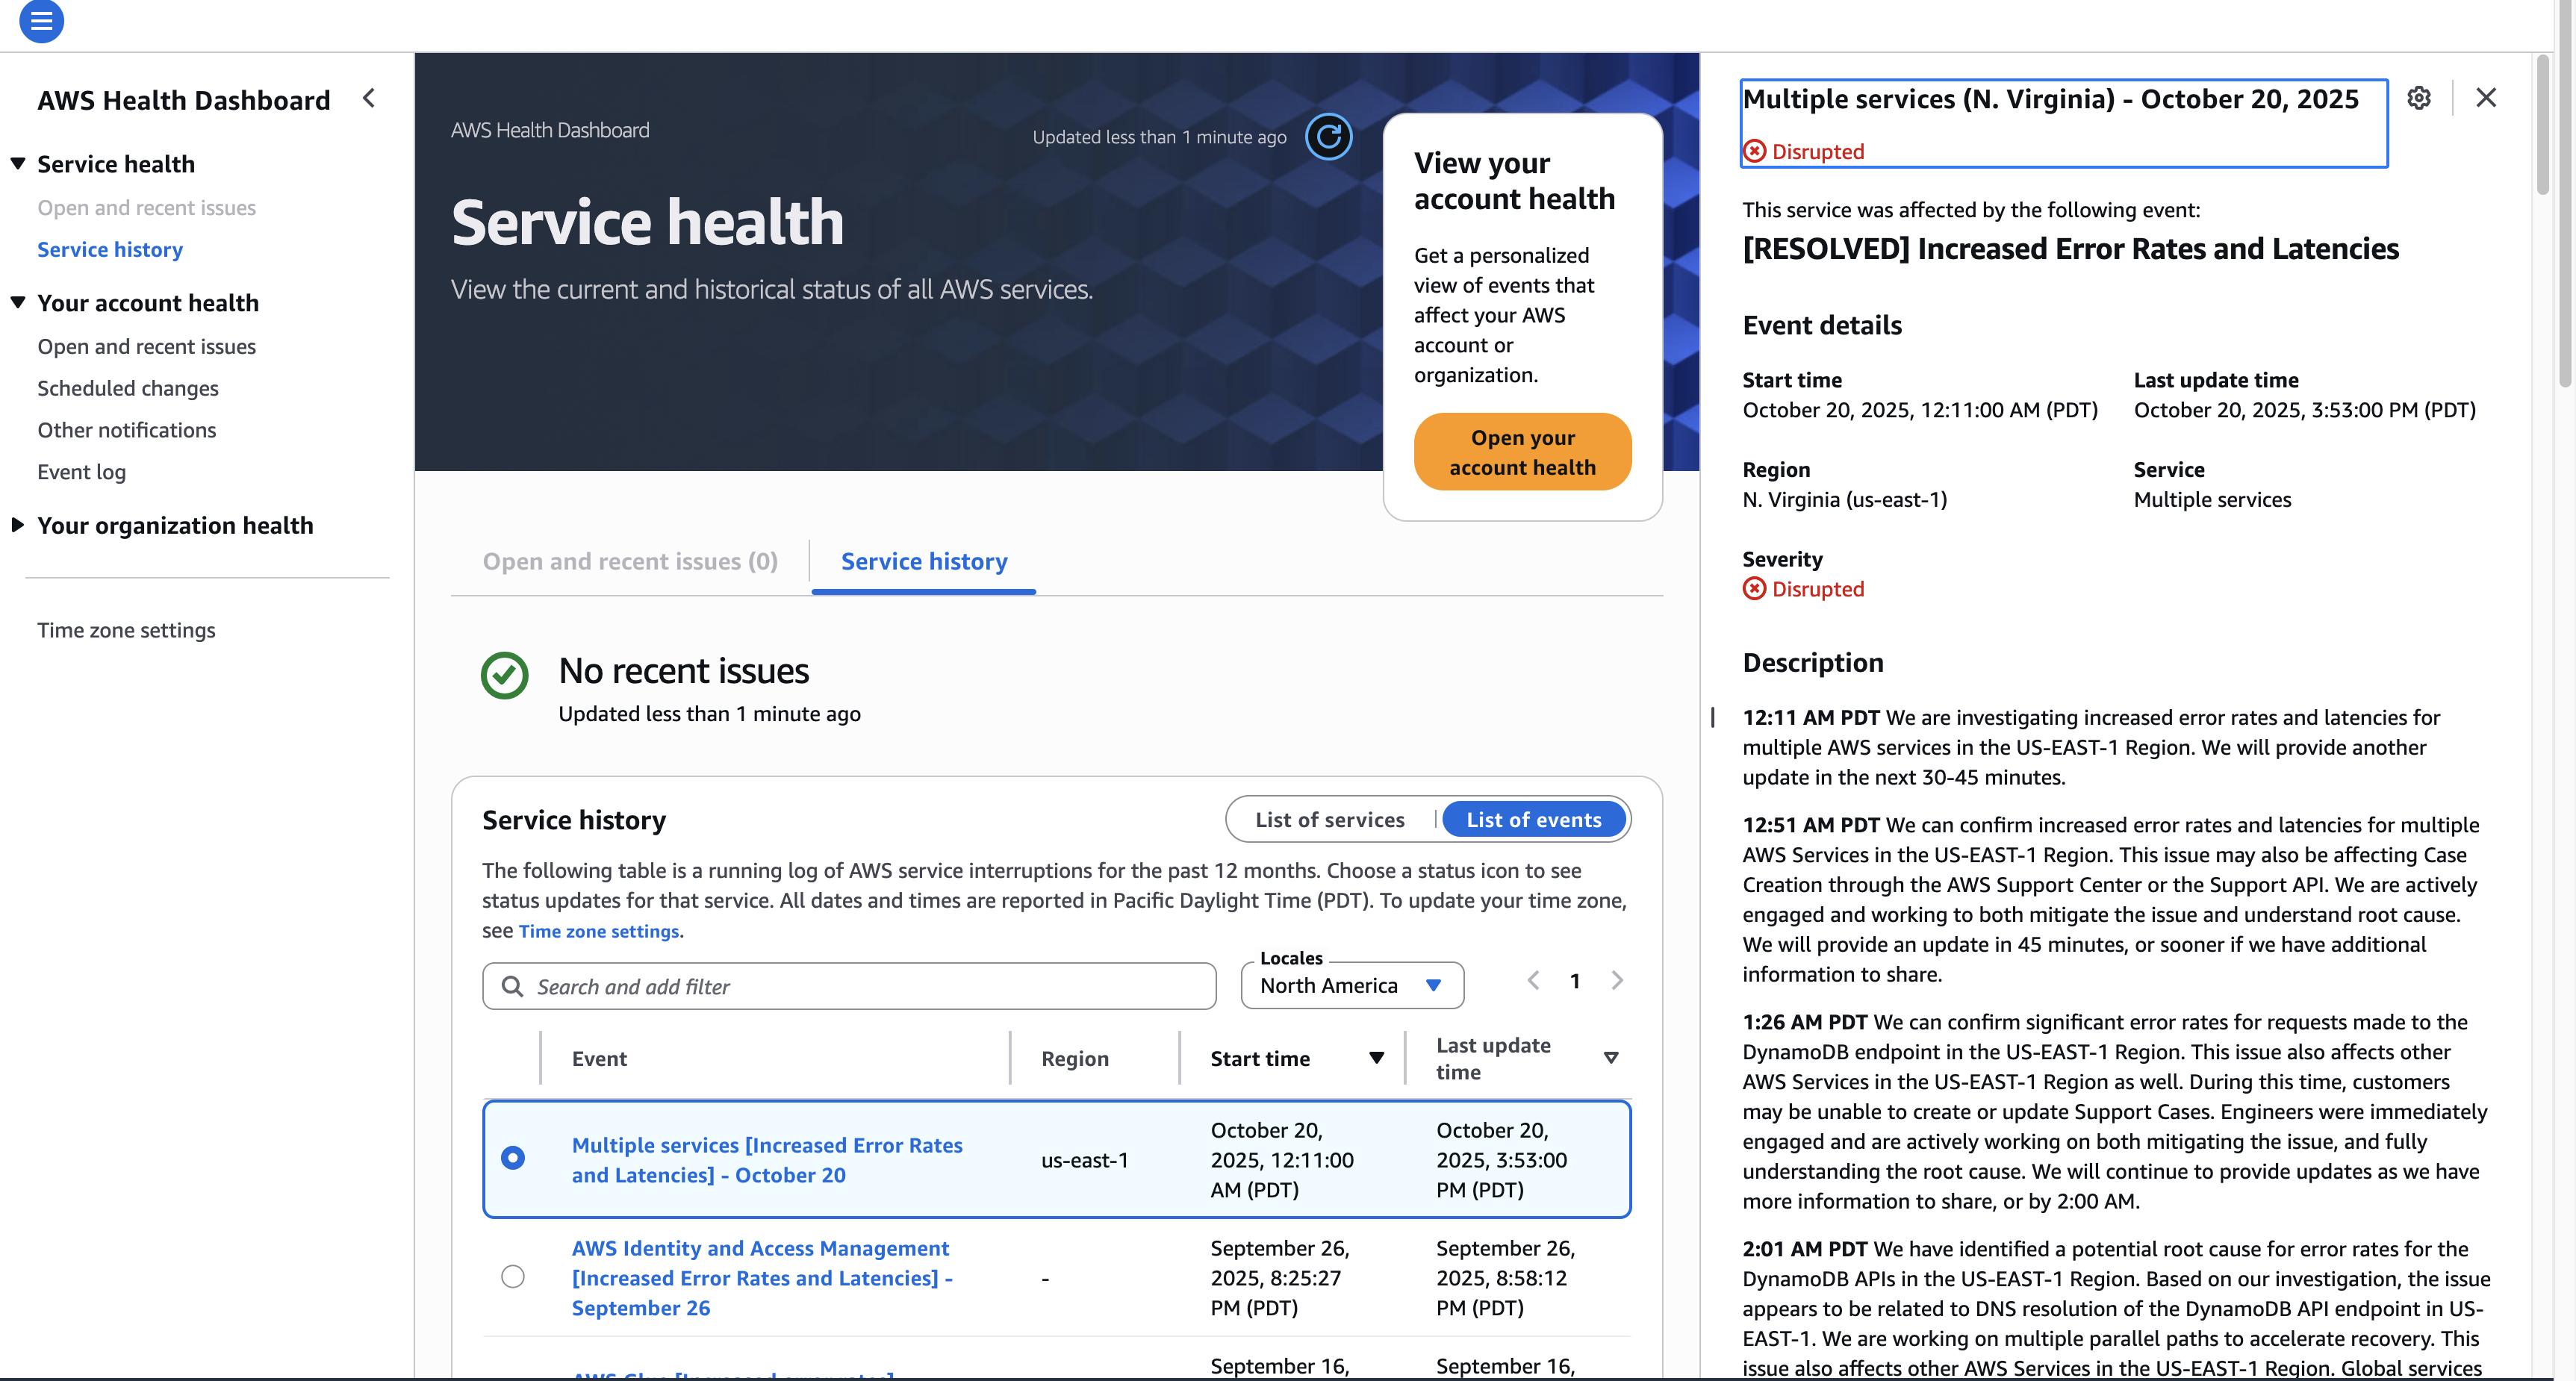 AWS Health Dashboard
Service health
Open and recent issues
Service history
Your account health
Open and recent issues
Scheduled changes
Other notifications
Event log
Your organization health
Time zone settings
AWS Health Dashboard
Updated less than 1 minute ago
Service health
View the current and historical status of all AWS services.
View your
account health
Get a personalized
view of events that
affect your AWS
account or
organization.
Open your
account health
Open and recent issues (0)
Service history
No recent issues
Updated less than 1 minute ago
Service history
List of services
List of events
The following table is a running log of AWS service interruptions for the past 12 months. Choose a status icon to see
status updates for that service. All dates and times are reported in Pacific Daylight Time (PDT). To update your time zone,
see Time zone settings.
Search and add filter
Locales
North America
1
Event
Region
Start time
Last update
time
Multiple services [Increased Error Rates
and Latencies] - October 20
us-east-1
October 20,
2025, 12:11:00
AM (PDT)
October 20,
2025, 3:53:00
PM (PDT)
AWS Identity and Access Management
[Increased Error Rates and Latencies] -
September 26
-
September 26,
2025, 8:25:27
PM (PDT)
September 26,
2025, 8:58:12
PM (PDT)
AWS Glue [Increased error rates]
September 16,
September 16,
Multiple services (N. Virginia) - October 20, 2025
Disrupted
This service was affected by the following event:
[RESOLVED] Increased Error Rates and Latencies
Event details
Start time
October 20, 2025, 12:11:00 AM (PDT)
Last update time
October 20, 2025, 3:53:00 PM (PDT)
Region
N. Virginia (us-east-1)
Service
Multiple services
Severity
Disrupted
Description
12:11 AM PDT We are investigating increased error rates and latencies for
multiple AWS services in the US-EAST-1 Region. We will provide another
update in the next 30-45 minutes.
12:51 AM PDT We can confirm increased error rates and latencies for multiple
AWS Services in the US-EAST-1 Region. This issue may also be affecting Case
Creation through the AWS Support Center or the Support API. We are actively
engaged and working to both mitigate the issue and understand root cause.
We will provide an update in 45 minutes, or sooner if we have additional
information to share.
1:26 AM PDT We can confirm significant error rates for requests made to the
DynamoDB endpoint in the US-EAST-1 Region. This issue also affects other
AWS Services in the US-EAST-1 Region as well. During this time, customers
may be unable to create or update Support Cases. Engineers were immediately
engaged and are actively working on both mitigating the issue, and fully
understanding the root cause. We will continue to provide updates as we have
more information to share, or by 2:00 AM.
2:01 AM PDT We have identified a potential root cause for error rates for the
DynamoDB APIs in the US-EAST-1 Region. Based on our investigation, the issue
appears to be related to DNS resolution of the DynamoDB API endpoint in US-
EAST-1. We are working on multiple parallel paths to accelerate recovery. This
issue also affects other AWS Services in the US-EAST-1 Region. Global services